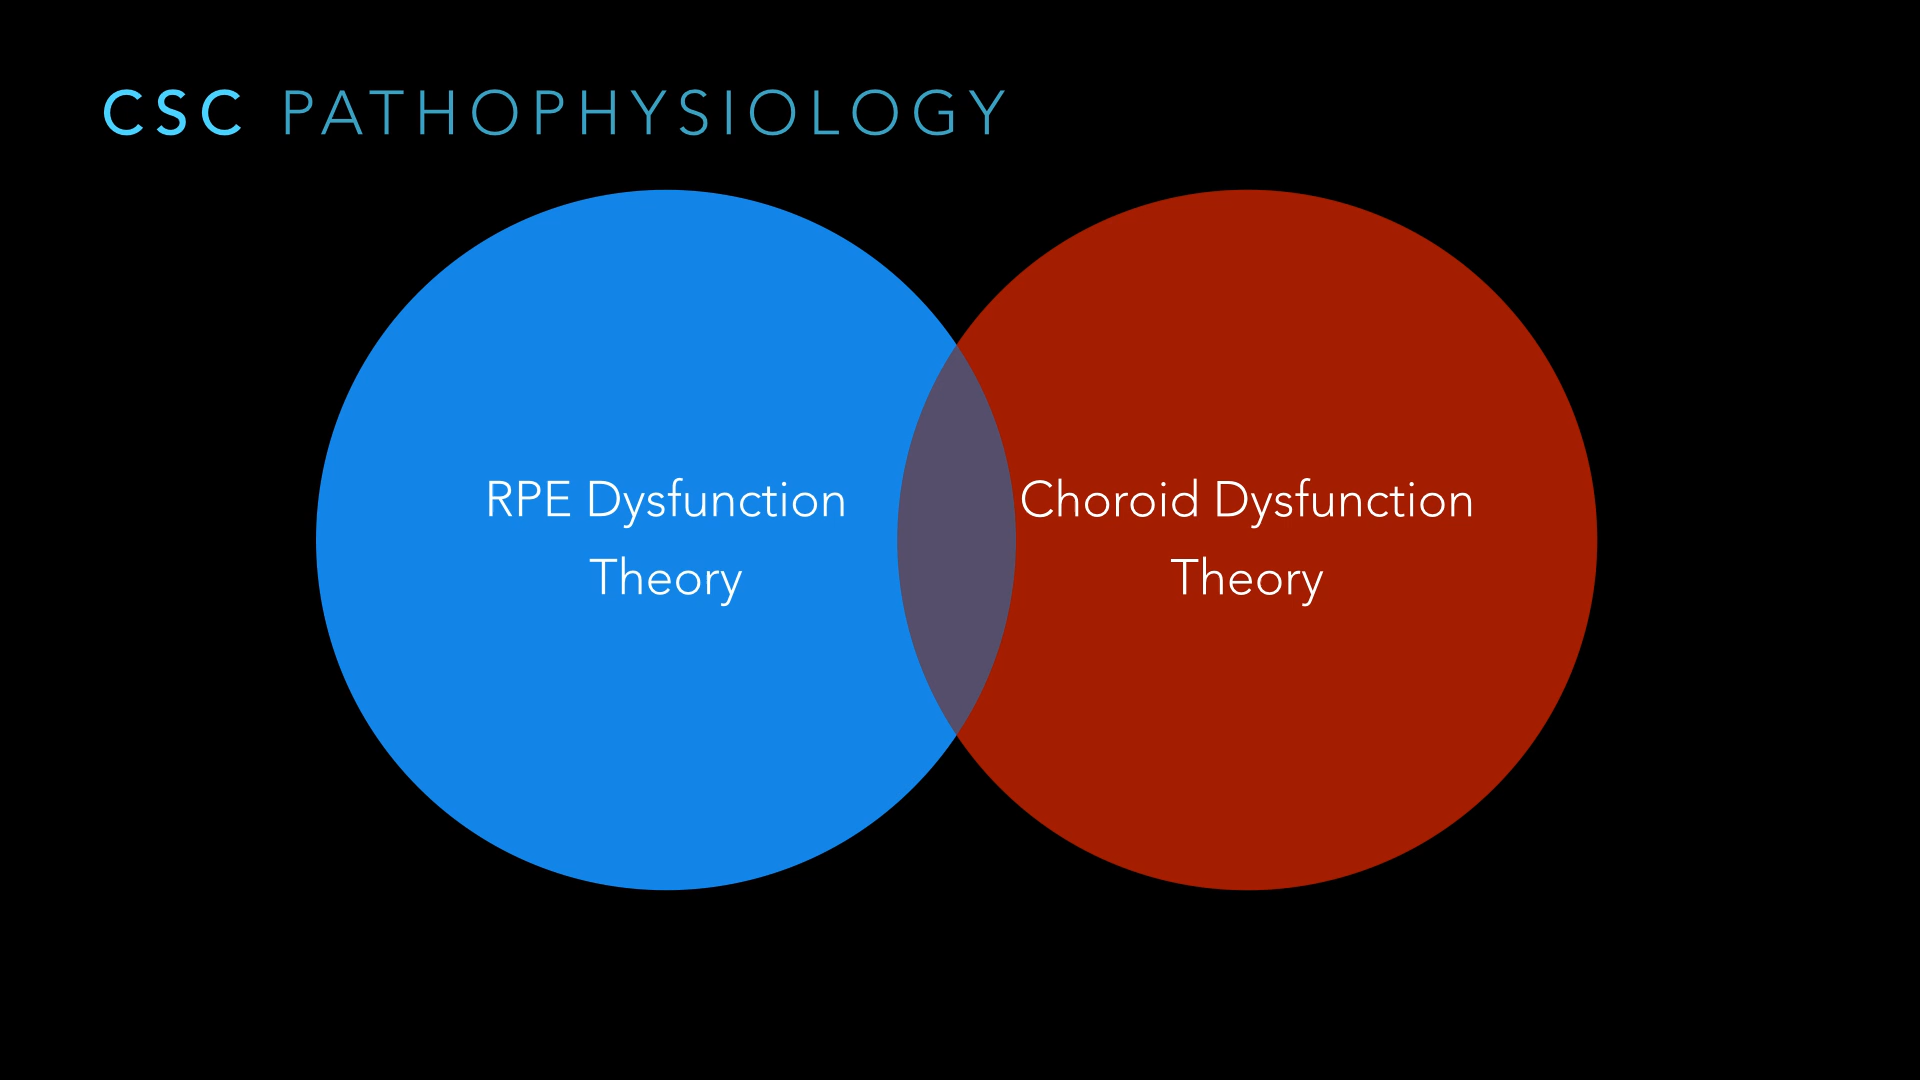 CSC PATHOPHYSIOLOGY
RPE Dysfunction
Theory
Choroid Dysfunction
Theory